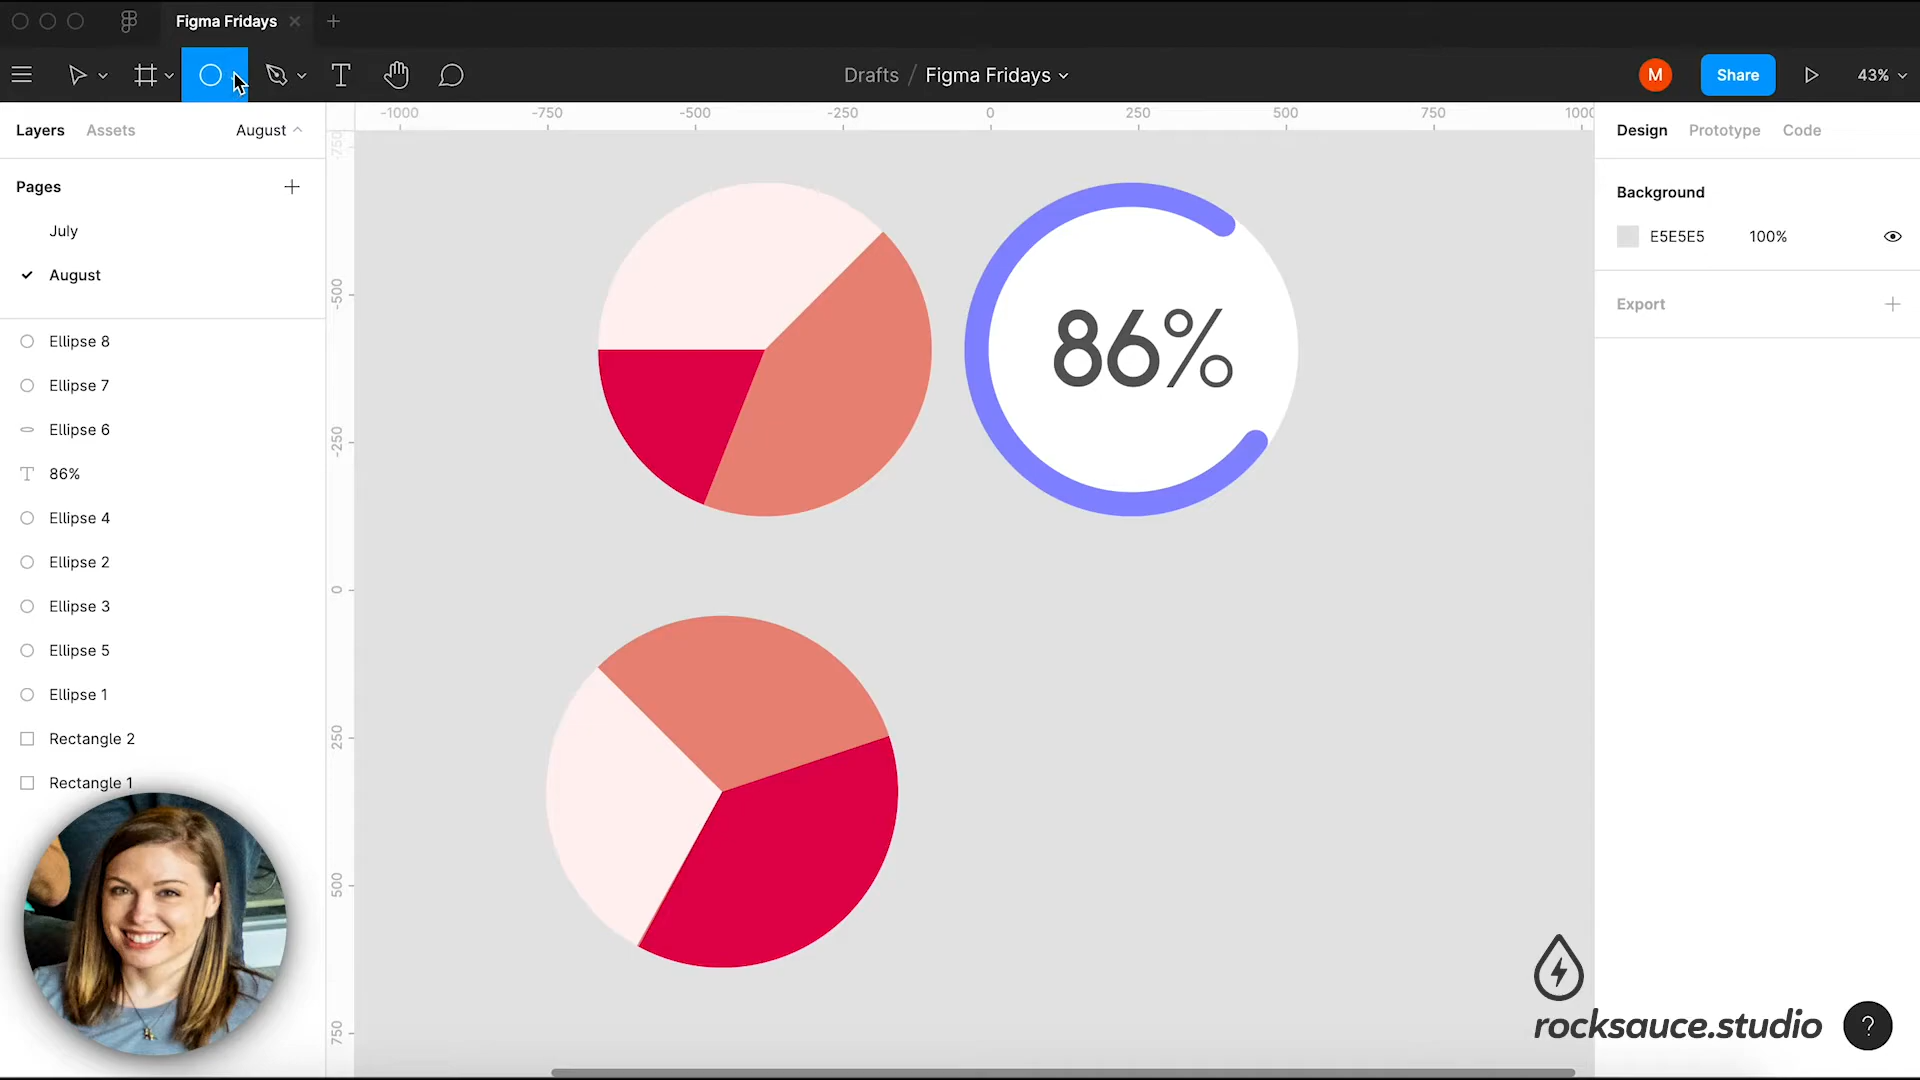 Figma Fridays
Drafts / Figma Fridays
M
Share
43%
Layers
Assets
August
-1000
-750
-500
-250
0
250
500
750
1000
Design
Prototype
Code
Pages
July
August
Background
E5E5E5
100%
Export
Ellipse 8
Ellipse 7
Ellipse 6
86%
Ellipse 4
Ellipse 2
Ellipse 3
Ellipse 5
Ellipse 1
Rectangle 2
Rectangle 1
-750
-500
-250
0
250
500
750
86%
rocksauce.studio
?